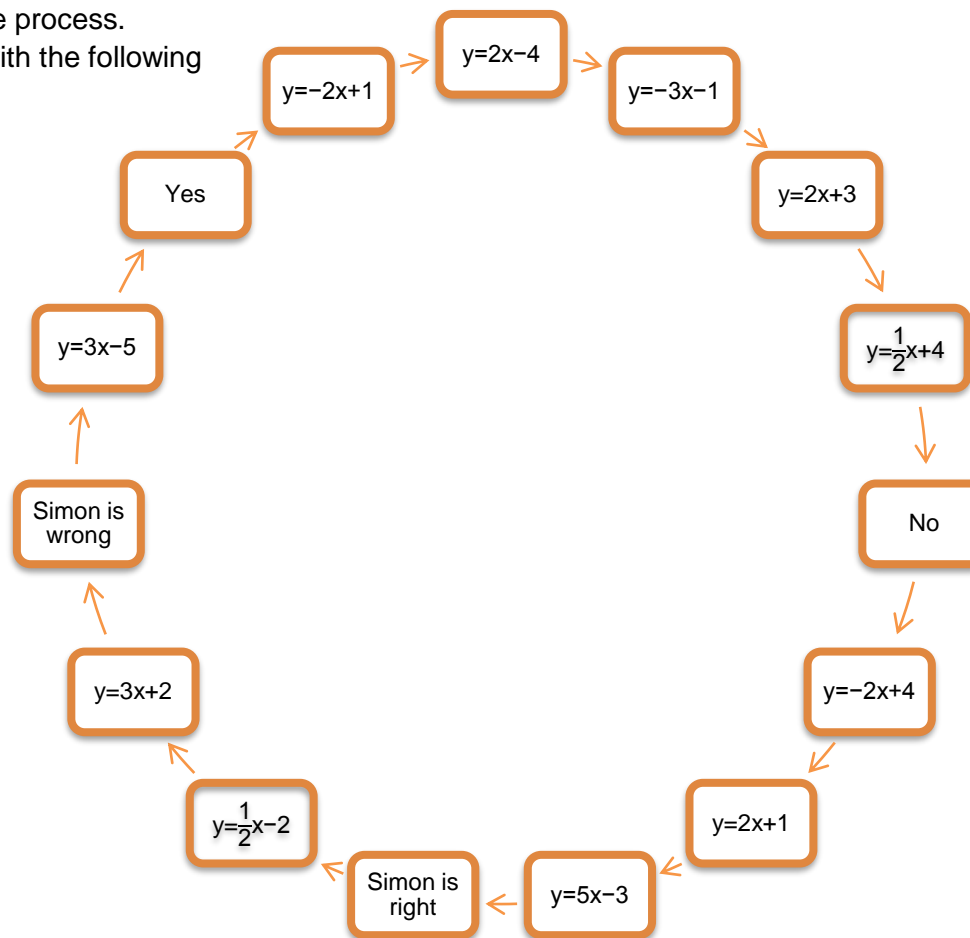 e process.
ith the following
y=2x−4
y=−3x−1
y=2x+3
y=1/2x+4
No
y=−2x+4
y=2x+1
y=5x−3
Simon is
right
y=1/2x−2
y=3x+2
Simon is
wrong
y=3x−5
Yes
y=−2x+1